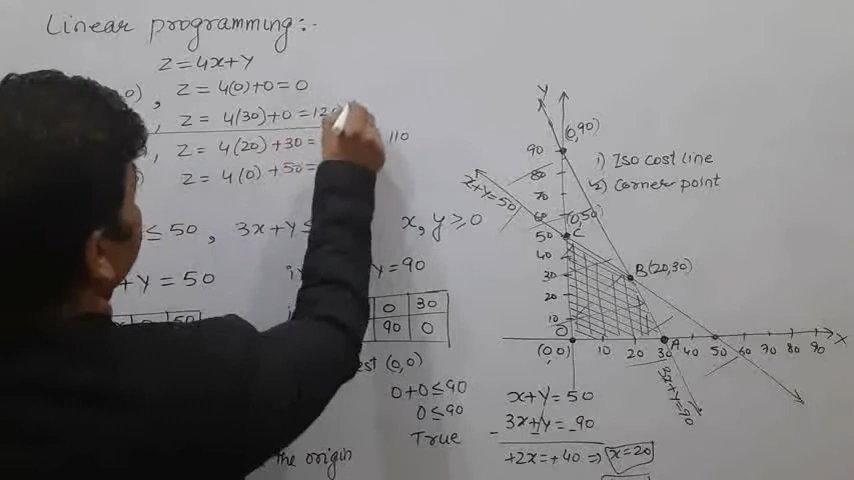 Linear programming:-
Z=4x+y
0) , Z = 4(0)+0=0
, Z = 4(30)+0=120
, Z = 4(20)+30= 110
) Z = 4(0) +50=
≤ 50 , 3x+y≤ x, y≥0
+y=50 y=90
0 30
90 0
50
test (0,0)
0+0≤90
0≤90
True
the origin
Y
(0,90)
1) Iso cost line
2) Corner point
x+y=50
(0,50)
C
B(20,30)
90
80
70
60
50
40
30
20
10
O
(0,0) 10 20 30 A 40 50 60 70 80 90 X
3x+y=90
x+y=50
3x+y=90
- - -
+2x=+40 => x=20